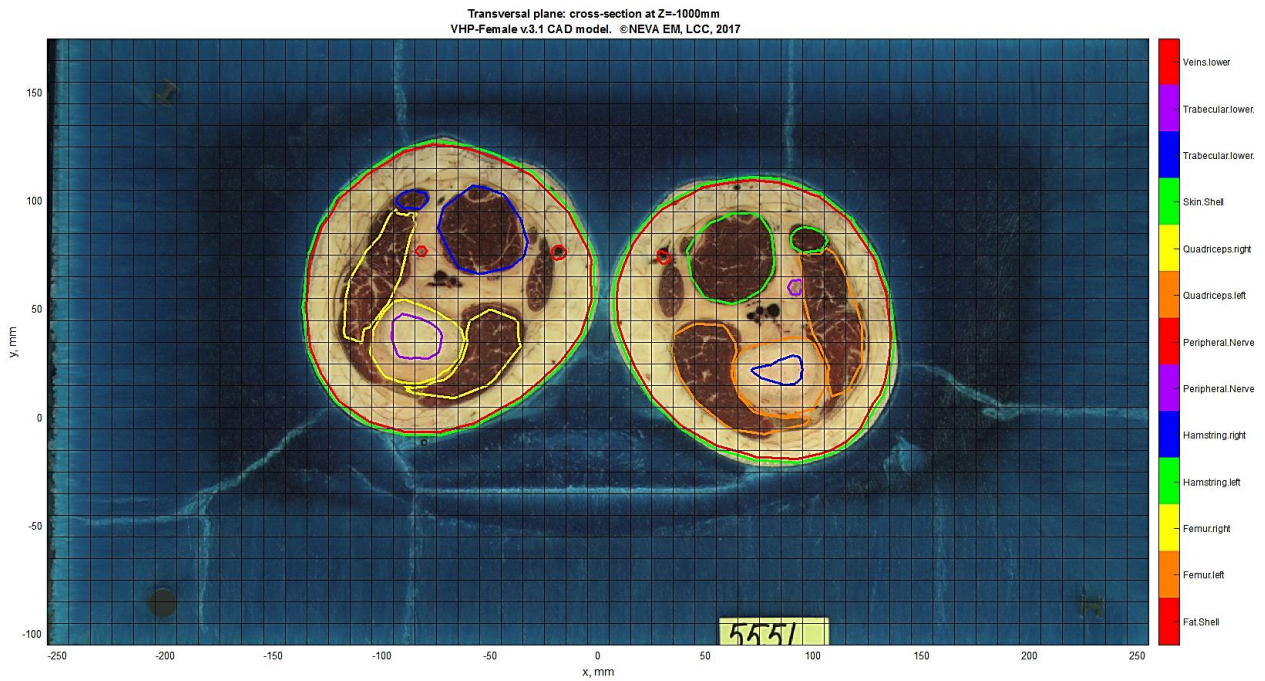 Transversal plane: cross-section at Z=-1000mm
VHP-Female v.3.1 CAD model. ©NEVA EM, LCC, 2017
150
100
50
0
-50
-100
y, mm
-250 -200 -150 -100 -50 0 50 100 150 200 250
x, mm
5551
Veins.lower
Trabecular.lower.
Trabecular.lower.
Skin.Shell
Quadriceps.right
Quadriceps.left
Peripheral.Nerve
Peripheral.Nerve
Hamstring.right
Hamstring.left
Femur.right
Femur.left
Fat.Shell